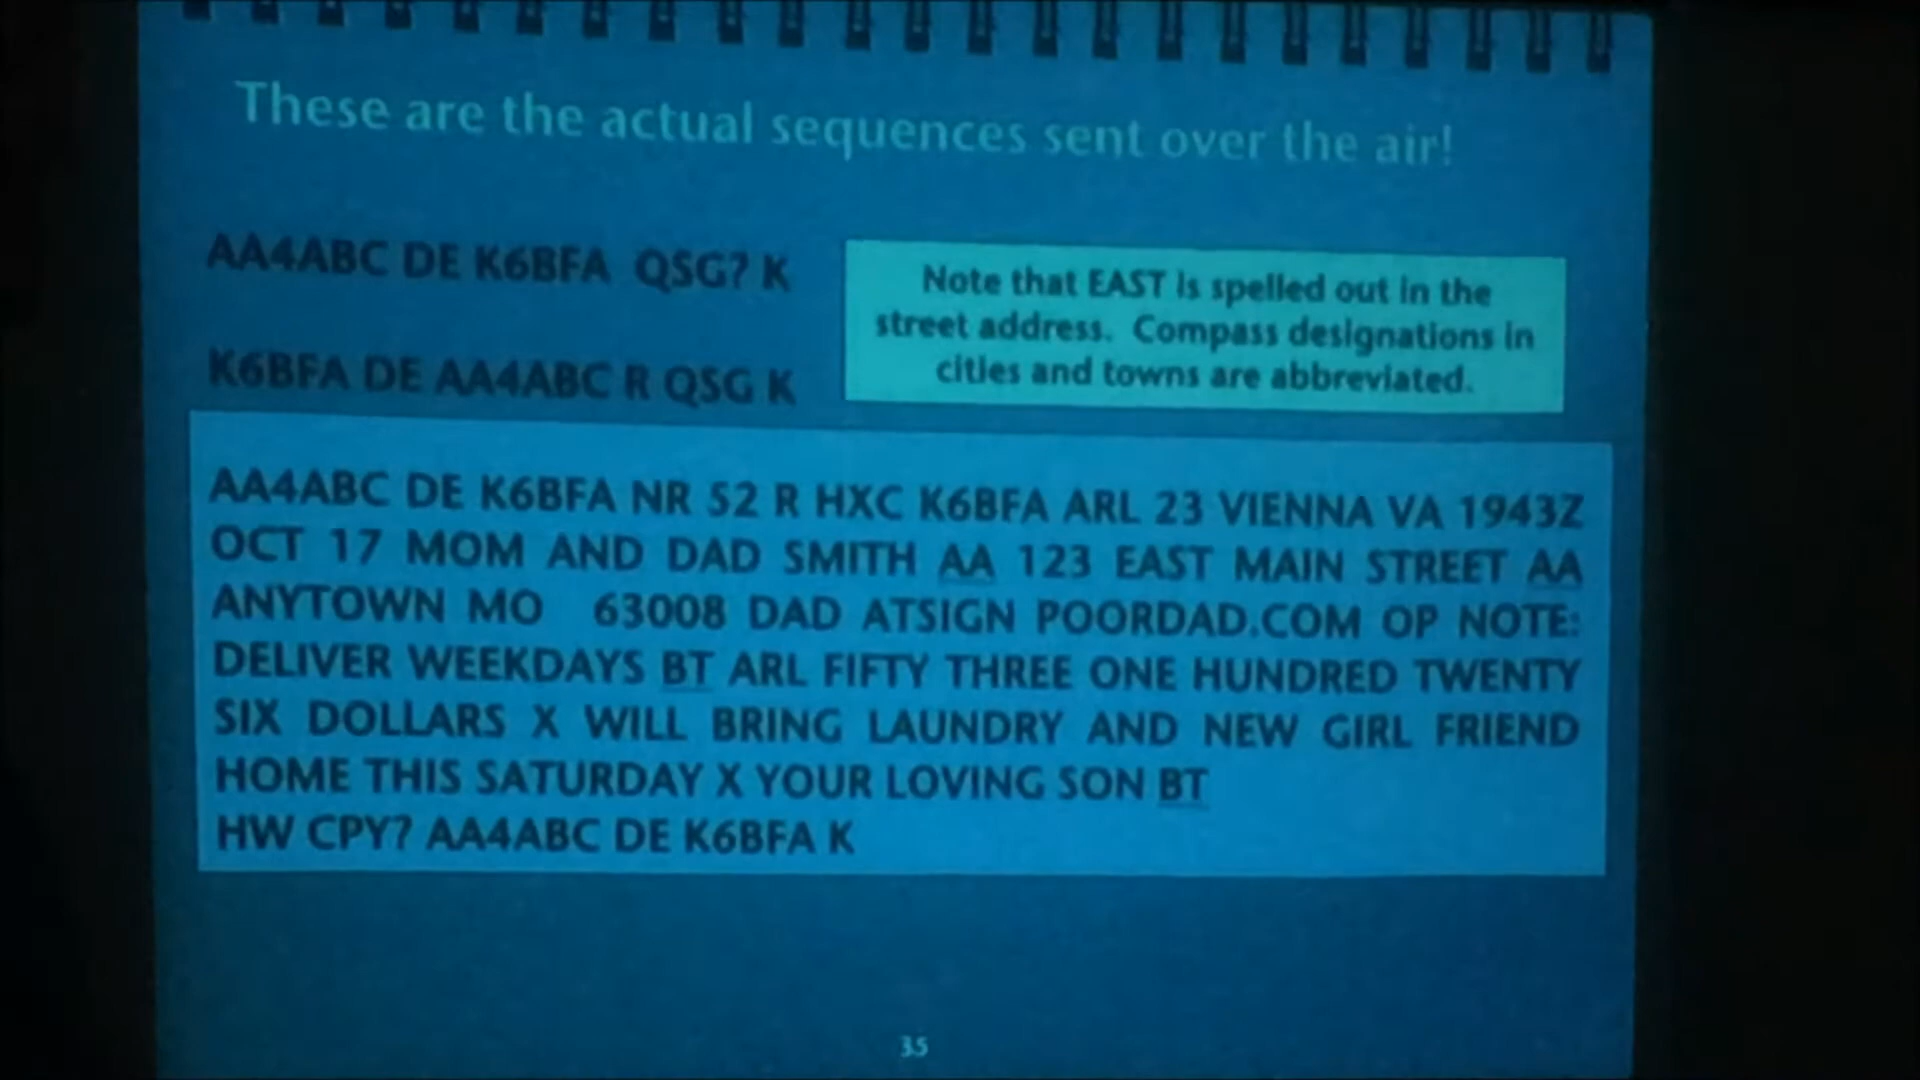 These are the actual sequences sent over the air!
AA4ABC DE K6BFA QSG? K
K6BFA DE AA4ABC R QSG K
Note that EAST is spelled out in the
street address. Compass designations in
cities and towns are abbreviated.
AA4ABC DE K6BFA NR 52 R HXC K6BFA ARL 23 VIENNA VA 1943Z
OCT 17 MOM AND DAD SMITH AA 123 EAST MAIN STREET AA
ANYTOWN MO 63008 DAD ATSIGN POORDAD.COM OP NOTE:
DELIVER WEEKDAYS BT ARL FIFTY THREE ONE HUNDRED TWENTY
SIX DOLLARS X WILL BRING LAUNDRY AND NEW GIRL FRIEND
HOME THIS SATURDAY X YOUR LOVING SON BT
HW CPY? AA4ABC DE K6BFA K
35